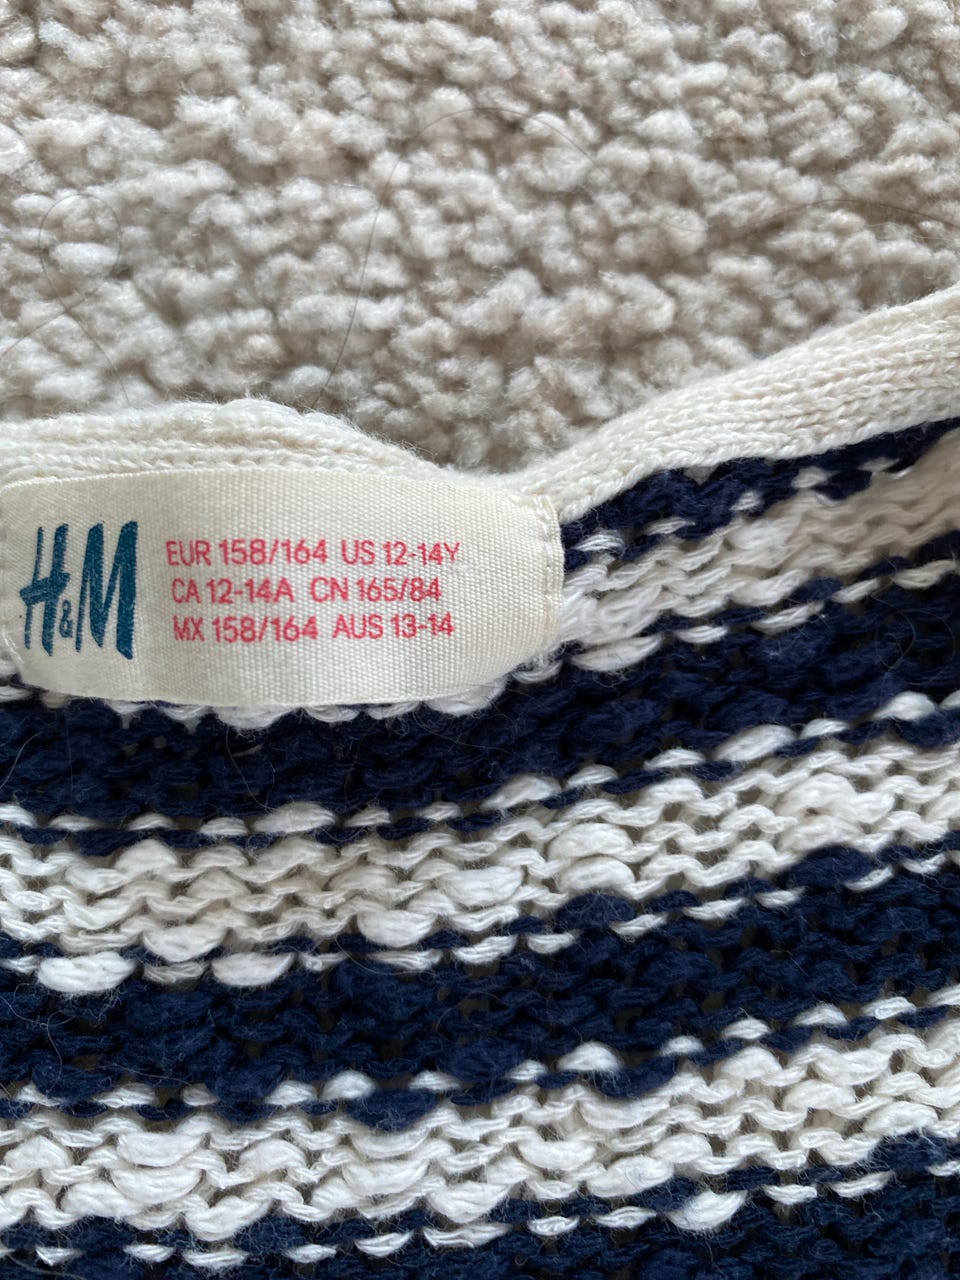 H&M
EUR 158/164 US 12-14Y
CA 12-14A CN 165/84
MX 158/164 AUS 13-14